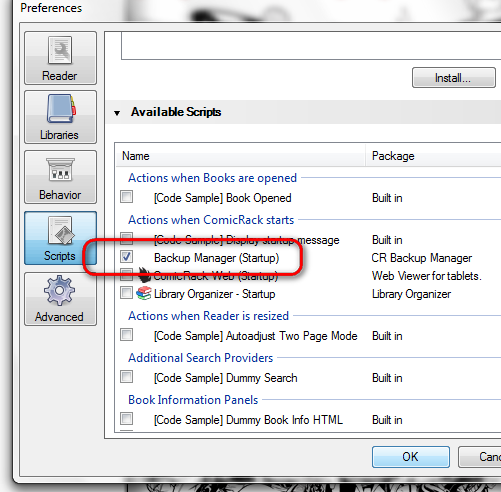 Preferences
Reader
Libraries
Behavior
Scripts
Advanced
Install...
Available Scripts
Name Package
Actions when Books are opened
[Code Sample] Book Opened Built in
Actions when ComicRack starts
[Code Sample] Display startup message Built in
Backup Manager (Startup) CR Backup Manager
ComicRack Web (Startup) Web Viewer for tablets.
Library Organizer - Startup Library Organizer
Actions when Reader is resized
[Code Sample] Autoadjust Two Page Mode Built in
Additional Search Providers
[Code Sample] Dummy Search Built in
Book Information Panels
[Code Sample] Dummy Book Info HTML Built in
OK Canc